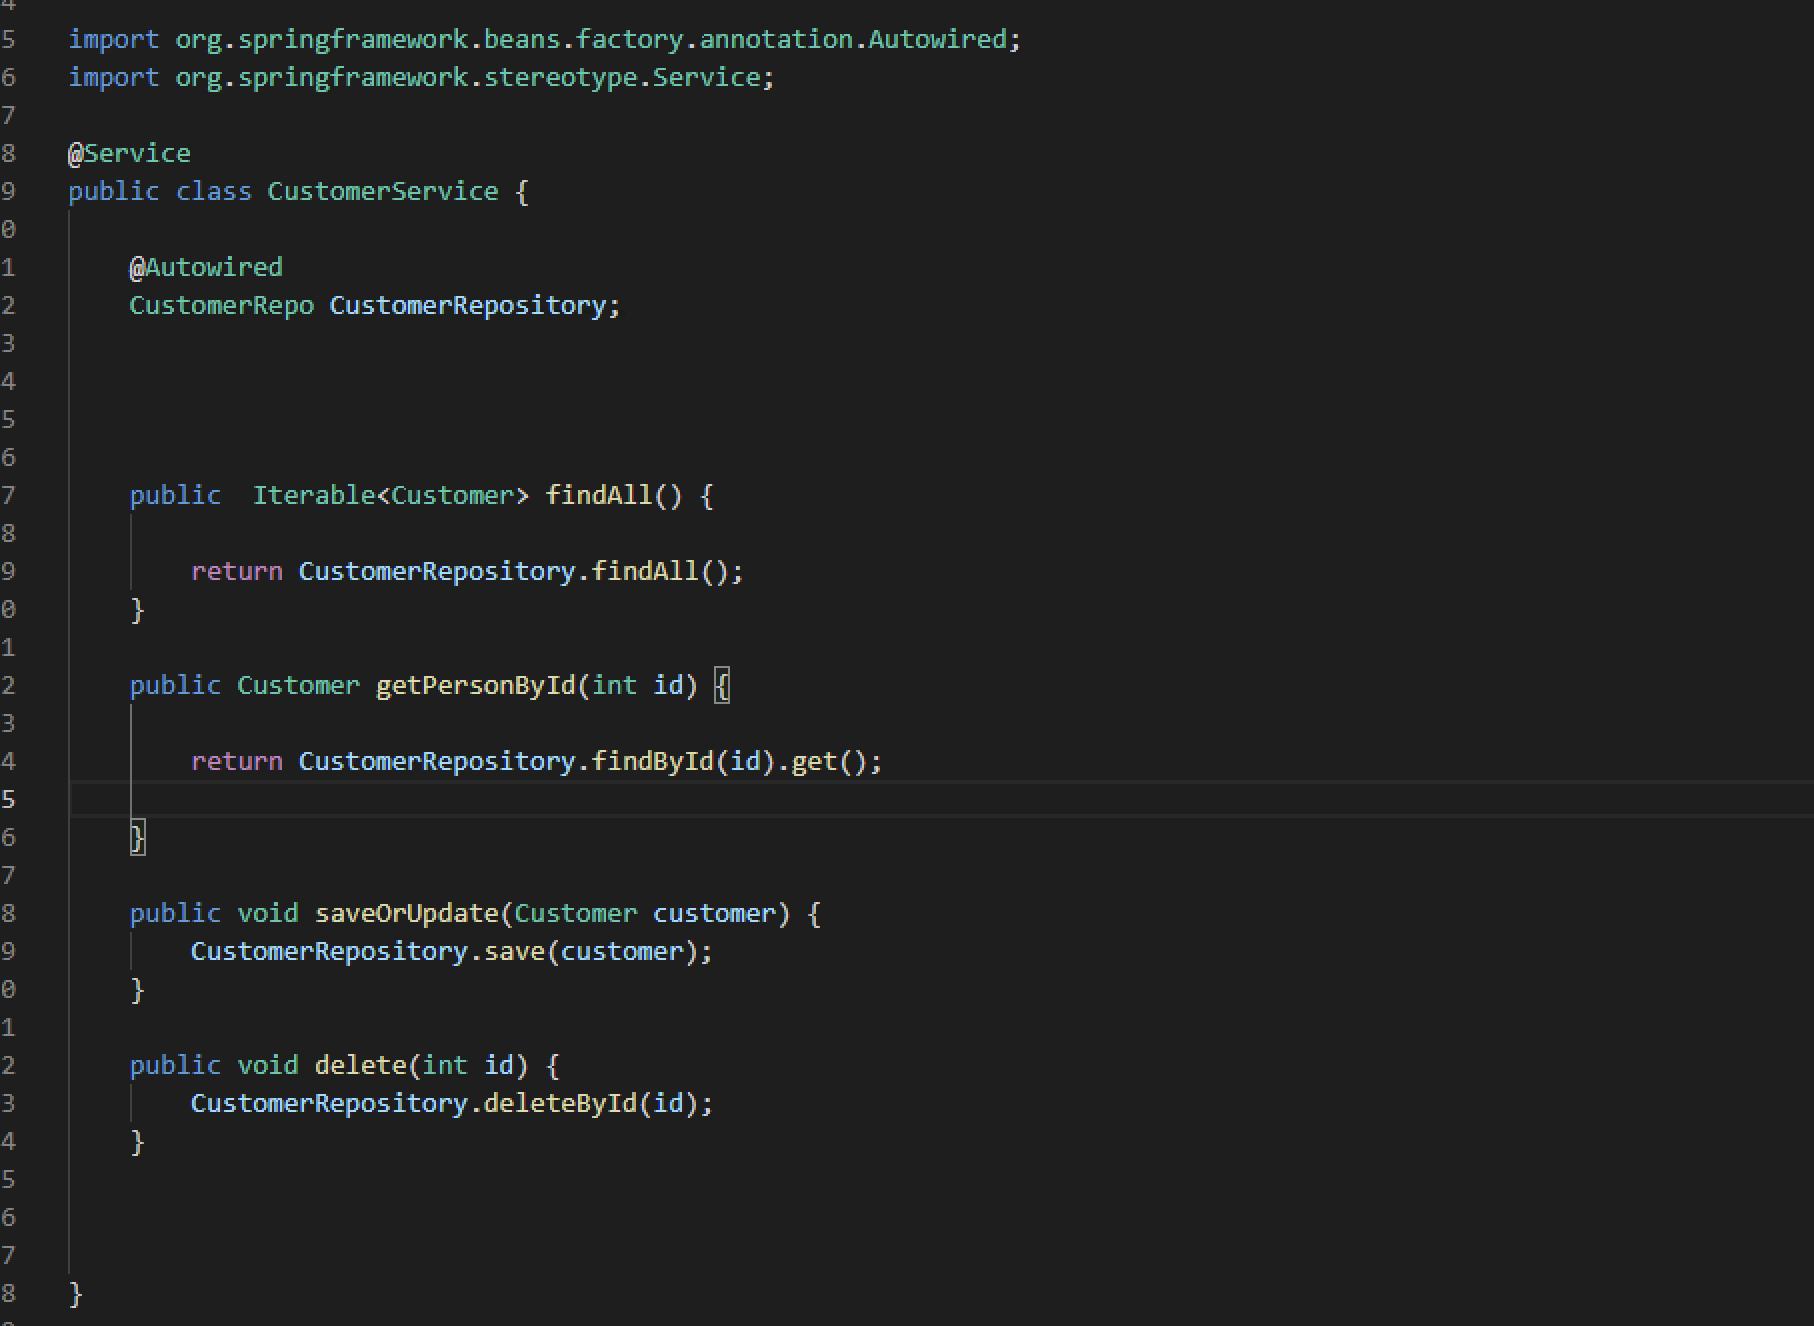 4
5 import org.springframework.beans.factory.annotation.Autowired;
6 import org.springframework.stereotype.Service;
7
8 @Service
9 public class CustomerService {
0
1 @Autowired
2 CustomerRepo CustomerRepository;
3
4
5
6
7 public  Iterable<Customer> findAll() {
8
9 return CustomerRepository.findAll();
0 }
1
2 public Customer getPersonById(int id) {
3
4 return CustomerRepository.findById(id).get();
5
6 }
7
8 public void saveOrUpdate(Customer customer) {
9 CustomerRepository.save(customer);
0 }
1
2 public void delete(int id) {
3 CustomerRepository.deleteById(id);
4 }
5
6
7
8 }